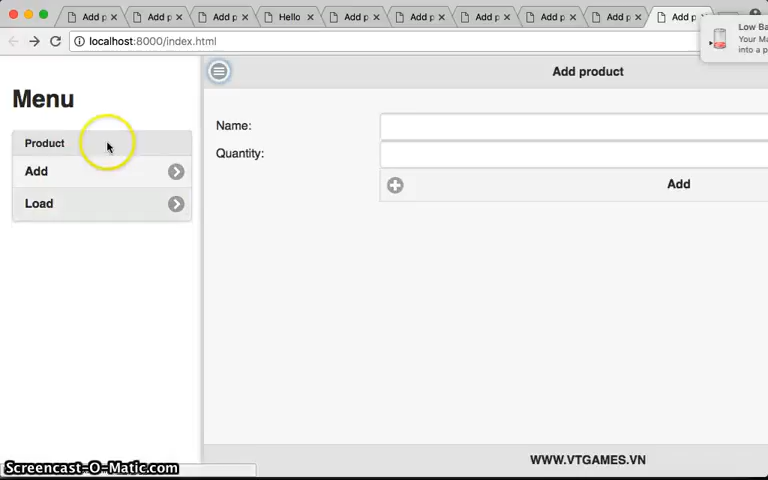 Add p Add p Add p Hello Add p Add p Add p Add p Add p Add p
Low Ba
Your Ma
into a p
localhost:8000/index.html
Menu
Add product
Product
Name:
Add
Quantity:
Load
Add
WWW.VTGAMES.VN
Screencast-O-Matic.com